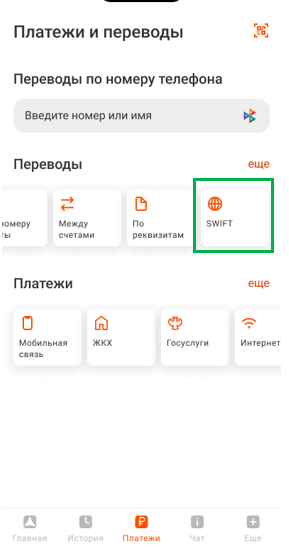 Платежи и переводы
Переводы по номеру телефона
Введите номер или имя
Переводы
еще
номеру
ты
Между
счетами
По
реквизитам
SWIFT
Платежи
еще
Мобильная
связь
ЖКХ
Госуслуги
Интернет
Главная
История
Платежи
Чат
Еще